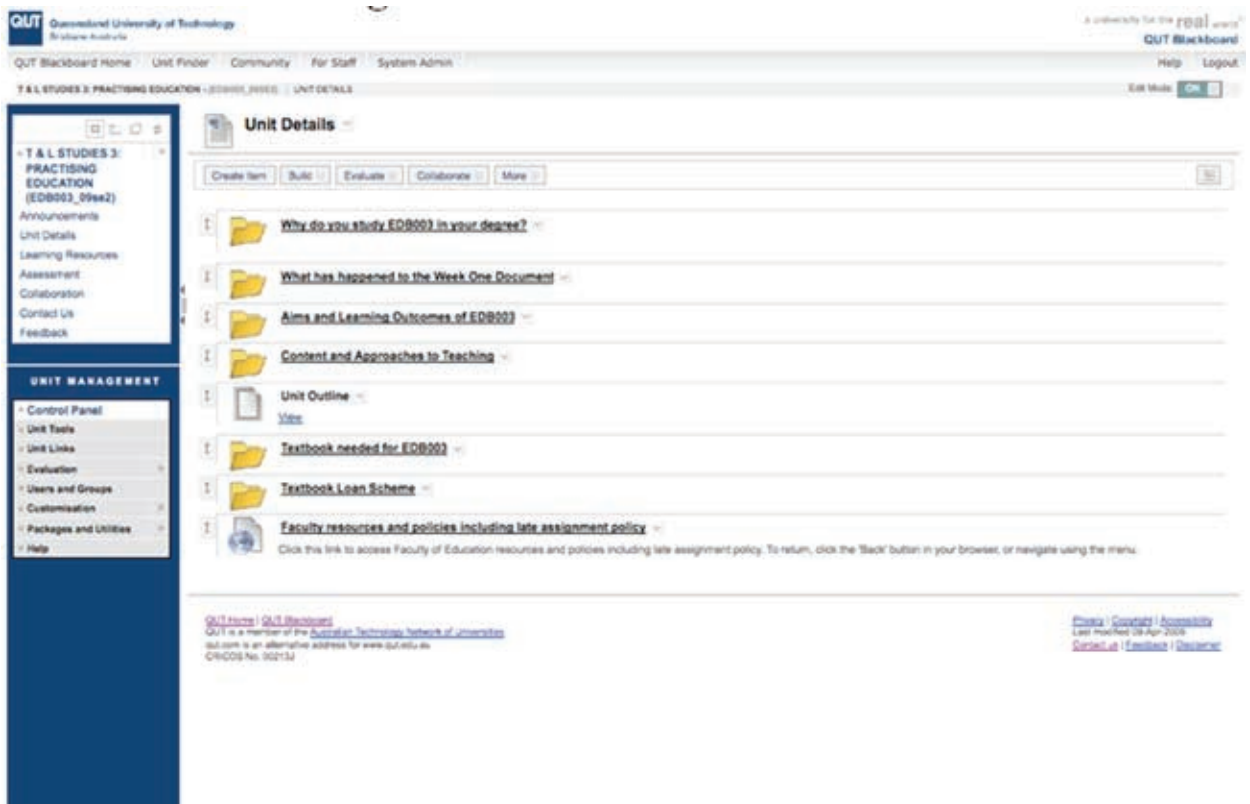 QUT Queensland University of Technology
Brisbane Australia
a university for the real world
QUT Blackboard
QUT Blackboard Home Unit Finder Community For Staff System Admin Help Logout
T & L STUDIES 3: PRACTISING EDUCATION UNIT DETAILS Edit Mode: ON
T & L STUDIES 3:
PRACTISING
EDUCATION
(EDB003_09se2)
Announcements
Unit Details
Learning Resources
Assessment
Collaboration
Contact Us
Feedback
UNIT MANAGEMENT
Control Panel
Unit Tools
Unit Links
Evaluation
Users and Groups
Customisation
Packages and Utilities
Help
Unit Details
Create Item Build Evaluate Collaborate More
Why do you study EDB003 in your degree?
What has happened to the Week One Document
Aims and Learning Outcomes of EDB003
Content and Approaches to Teaching
Unit Outline
View
Textbook needed for EDB003
Textbook Loan Scheme
Faculty resources and policies including late assignment policy
Click this link to access Faculty of Education resources and policies including late assignment policy. To return, click the 'Back' button in your browser, or navigate using the menu.
QUT Home | QUT Blackboard
QUT is a member of the Australian Technology Network of Universities
qut.com is an alternative address for www.qut.edu.au
CRICOS No. 00213J
Privacy | Copyright | Accessibility
Last modified 09-Apr-2009
Contact us | Feedback | Disclaimer